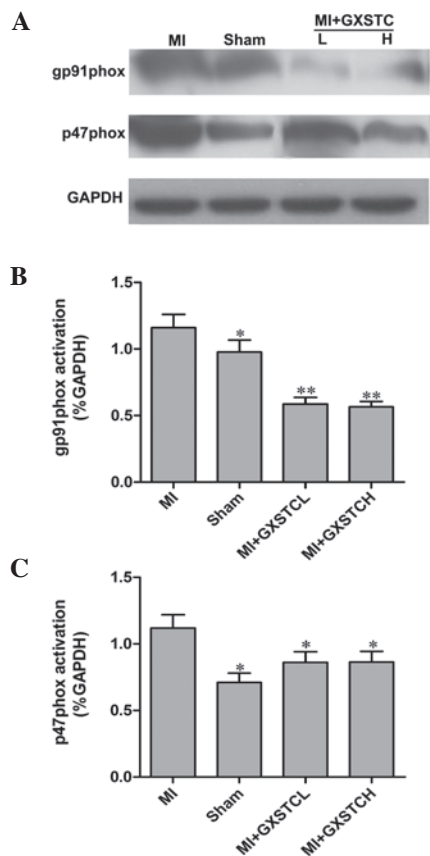 A
MI Sham MI+GXSTC
L H
gp91phox
p47phox
GAPDH
B
gp91phox activation
(%GAPDH)
1.5
1.0
0.5
0.0
*
**
**
MI
Sham
MI+GXSTCL
MI+GXSTCH
C
p47phox activation
(%GAPDH)
1.5
1.0
0.5
0.0
*
*
*
MI
Sham
MI+GXSTCL
MI+GXSTCH